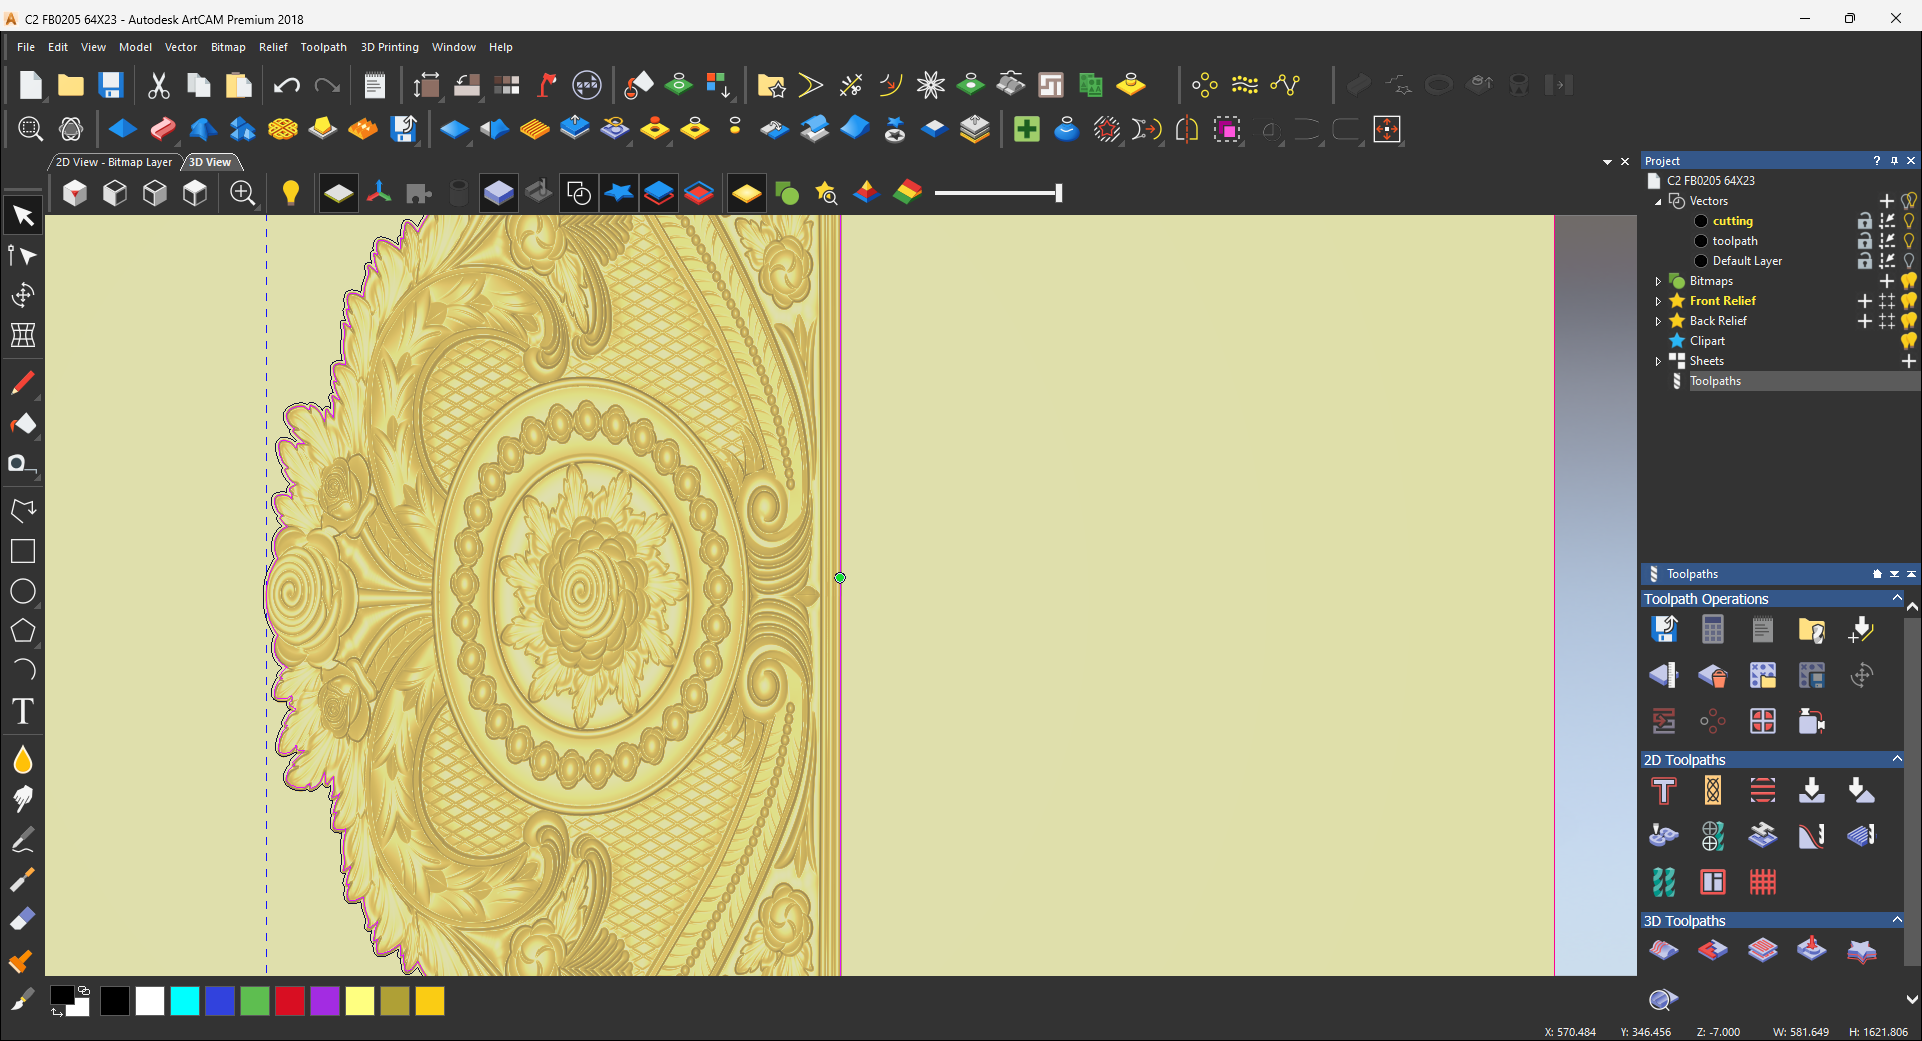 C2 FB0205 64X23 - Autodesk ArtCAM Premium 2018
File Edit View Model Vector Bitmap Relief Toolpath 3D Printing Window Help
2D View - Bitmap Layer 3D View
Project
C2 FB0205 64X23
Vectors
cutting
toolpath
Default Layer
Bitmaps
Front Relief
Back Relief
Clipart
Sheets
Toolpaths
Toolpaths
Toolpath Operations
2D Toolpaths
3D Toolpaths
X: 570.484 Y: 346.456 Z: -7.000 W: 581.649 H: 1621.806